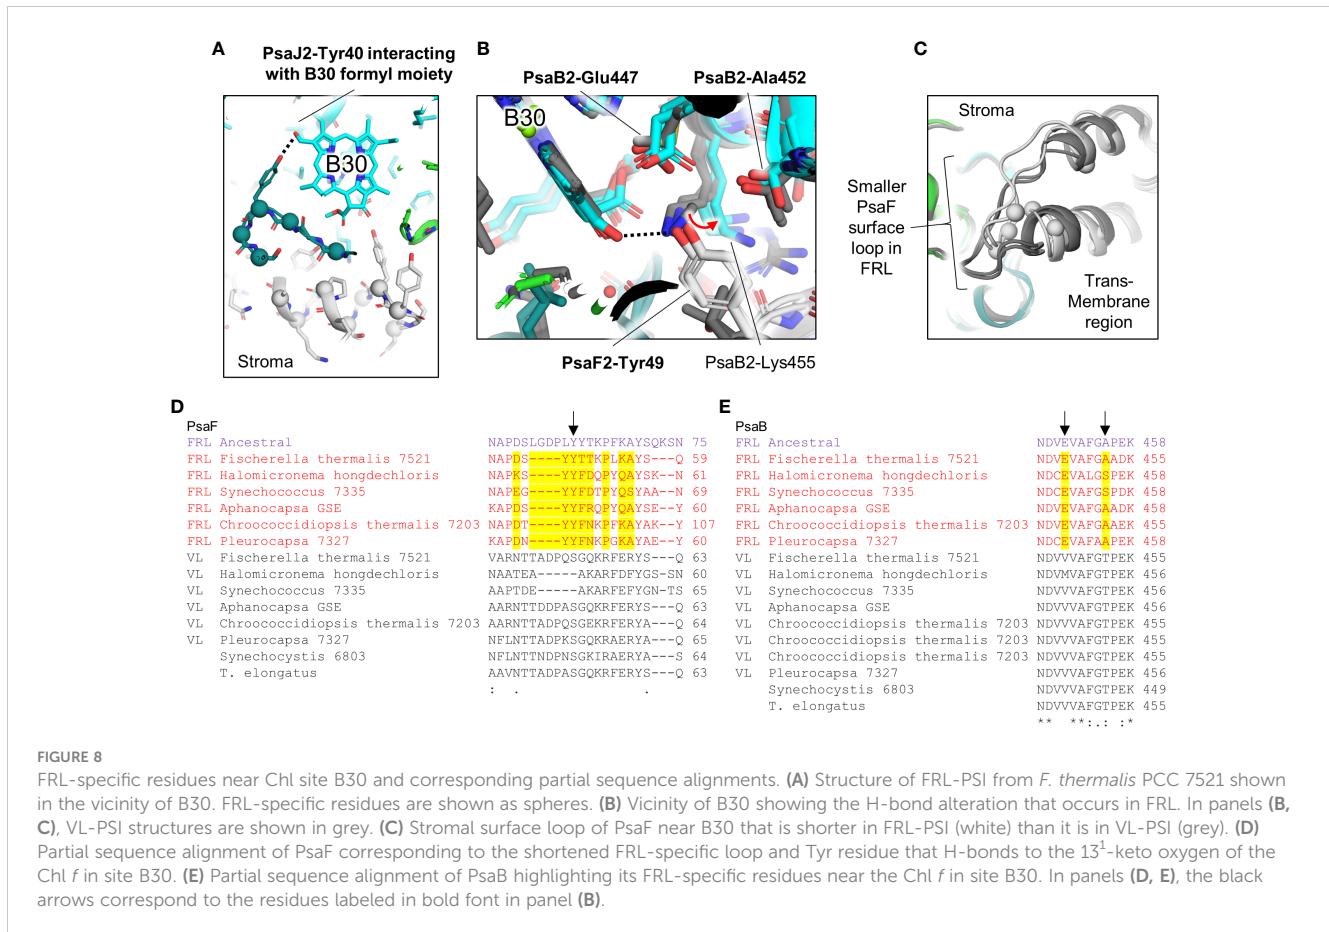 A
PsaJ2-Tyr40 interacting
with B30 formyl moiety
B30
Stroma
B
PsaB2-Glu447
PsaB2-Ala452
B30
PsaF2-Tyr49
PsaB2-Lys455
C
Stroma
Smaller
PsaF
surface
loop in
FRL
Trans-
Membrane
region
D
PsaF
FRL Ancestral NAPDSLGDPLYYTKPFKAYSQKSN 75
FRL Fischerella thermalis 7521 NAPDS----YYTTKPLKAYS---Q 59
FRL Halomicronema hongdechloris NAPKS----YYFDQPYQAYSK--N 61
FRL Synechococcus 7335 NAPEG----YYFDTPYQSYAA--N 69
FRL Aphanocapsa GSE KAPDS----YYFRQPYQAYS---Y 60
FRL Chroococcidiopsis thermalis 7203 NAPDT----YYFNKPFKAYAK--Y 107
FRL Pleurocapsa 7327 KAPDN----YYFNKPGKAYAE--Y 60
VL Fischerella thermalis 7521 VARNTTADPQSGQKRFERYA---Q 63
VL Halomicronema hongdechloris NAATEA-----AKARFDFYGS-SN 60
VL Synechococcus 7335 AAPTDE-----AKARFEFYGN-TS 65
VL Aphanocapsa GSE AARNTTDDPASGQKRFERYS---Q 63
VL Chroococcidiopsis thermalis 7203 AARNTTADPQSGEKRFERYA---Q 64
VL Pleurocapsa 7327 NFLNTTADPKSGQKRAERYA---Q 65
Synechocystis 6803 NFLNTTNDPNSGKIRAERYA---S 64
T. elongatus AAVNTTADPASGQKRFERYA---Q 63
: . .
E
PsaB
FRL Ancestral NDVEVAFGAPEK 458
FRL Fischerella thermalis 7521 NDVEVAFGAADK 455
FRL Halomicronema hongdechloris NDCEVALGSPEK 458
FRL Synechococcus 7335 NDVEVAFGSPDK 458
FRL Aphanocapsa GSE NDVEVAFGAPEK 458
FRL Chroococcidiopsis thermalis 7203 NDVEVAFGAAEK 455
FRL Pleurocapsa 7327 NDCEVAFAAPEK 458
VL Fischerella thermalis 7521 NDVVVAFGTPEK 455
VL Halomicronema hongdechloris NDVMVAFGTPEK 456
VL Synechococcus 7335 NDVVVAFGTPEK 456
VL Aphanocapsa GSE NDVVVAFGTPEK 456
VL Chroococcidiopsis thermalis 7203 NDVVVAFGTPEK 455
VL Chroococcidiopsis thermalis 7203 NDVVVAFGTPEK 455
VL Chroococcidiopsis thermalis 7203 NDVVVAFGTPEK 455
VL Pleurocapsa 7327 NDVVVAFGTPEK 456
Synechocystis 6803 NDVVVAFGTPEK 449
T. elongatus NDVVVAFGTPEK 455
** **:.: :*
FIGURE 8
FRL-specific residues near Chl site B30 and corresponding partial sequence alignments. (A) Structure of FRL-PSI from F. thermalis PCC 7521 shown
in the vicinity of B30. FRL-specific residues are shown as spheres. (B) Vicinity of B30 showing the H-bond alteration that occurs in FRL. In panels (B,
C), VL-PSI structures are shown in grey. (C) Stromal surface loop of PsaF near B30 that is shorter in FRL-PSI (white) than it is in VL-PSI (grey). (D)
Partial sequence alignment of PsaF corresponding to the shortened FRL-specific loop and Tyr residue that H-bonds to the 13¹-keto oxygen of the
Chl f in site B30. (E) Partial sequence alignment of PsaB highlighting its FRL-specific residues near the Chl f in site B30. In panels (D, E), the black
arrows correspond to the residues labeled in bold font in panel (B).